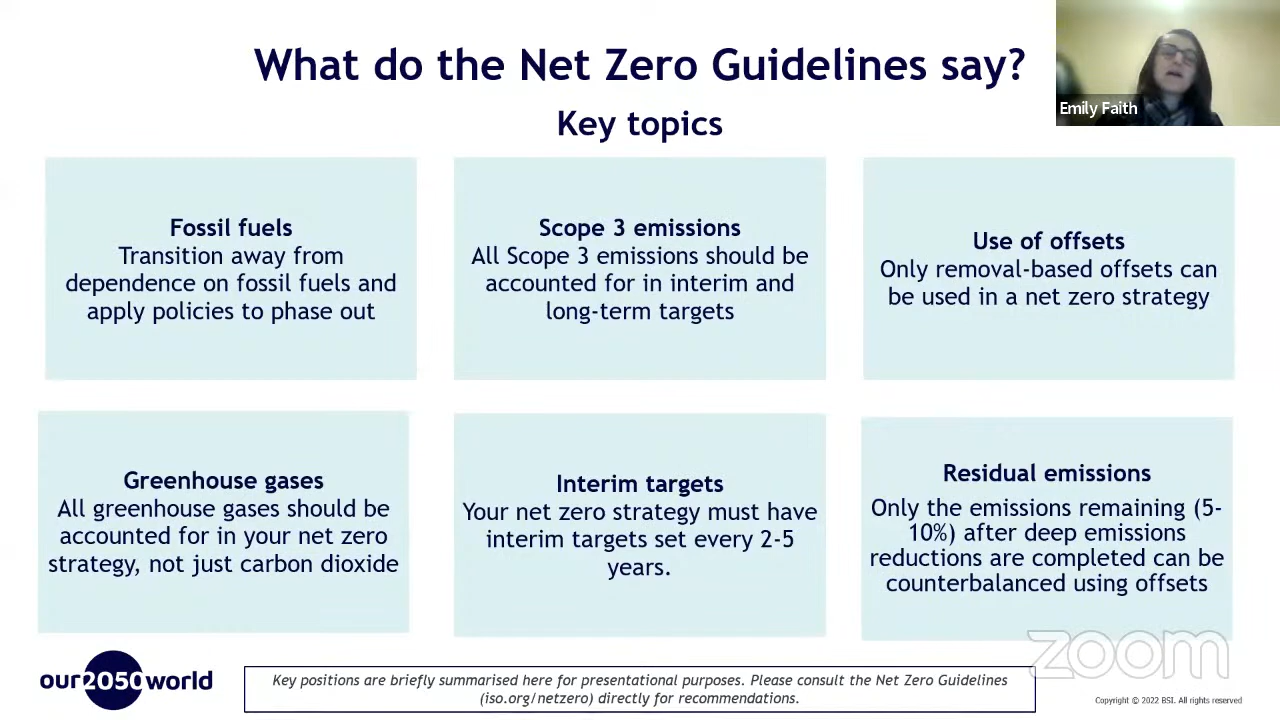 What do the Net Zero Guidelines say?
Key topics
Emily Faith
Fossil fuels
Transition away from
dependence on fossil fuels and
apply policies to phase out
Scope 3 emissions
All Scope 3 emissions should be
accounted for in interim and
long-term targets
Use of offsets
Only removal-based offsets can
be used in a net zero strategy
Greenhouse gases
All greenhouse gases should be
accounted for in your net zero
strategy, not just carbon dioxide
Interim targets
Your net zero strategy must have
interim targets set every 2-5
years.
Residual emissions
Only the emissions remaining (5-
10%) after deep emissions
reductions are completed can be
counterbalanced using offsets
our2050world
Key positions are briefly summarised here for presentational purposes. Please consult the Net Zero Guidelines
(iso.org/netzero) directly for recommendations.
zoom
Copyright © 2022 BSI. All rights reserved